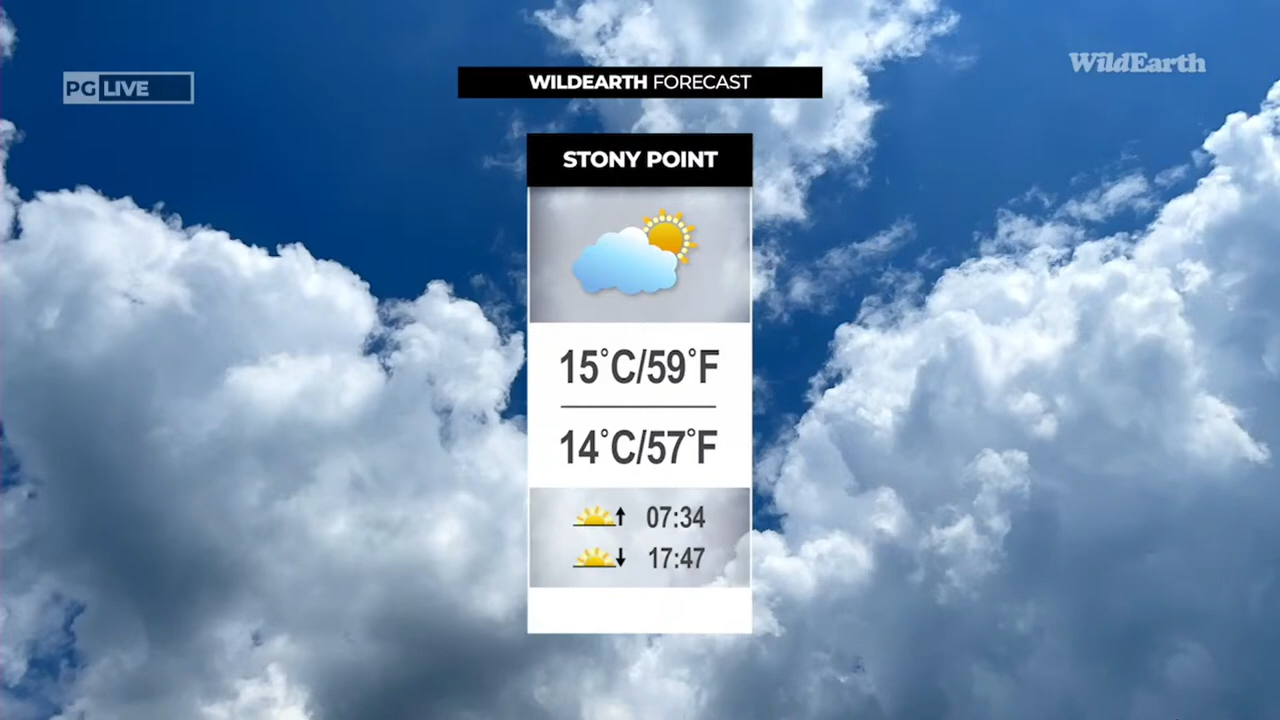 PG LIVE
WildEarth
WILDEARTH FORECAST
STONY POINT
15°C/59°F
14°C/57°F
07:34
17:47